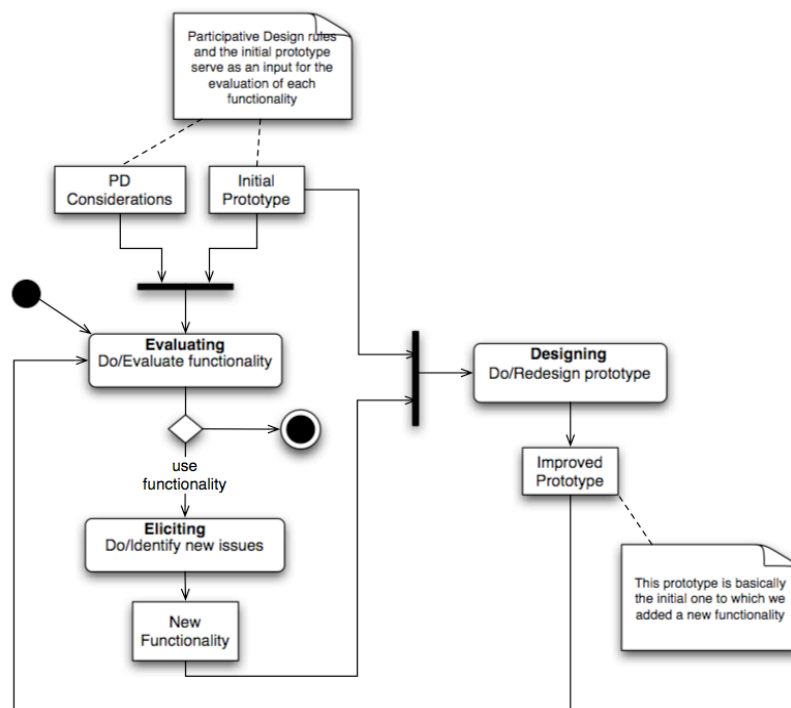 Participative Design rules
and the initial prototype
serve as an input for the
evaluation of each
functionality
PD
Considerations
Initial
Prototype
Evaluating
Do/Evaluate functionality
Designing
Do/Redesign prototype
use
functionality
Improved
Prototype
Eliciting
Do/Identify new issues
This prototype is basically
the initial one to which we
added a new functionality
New
Functionality